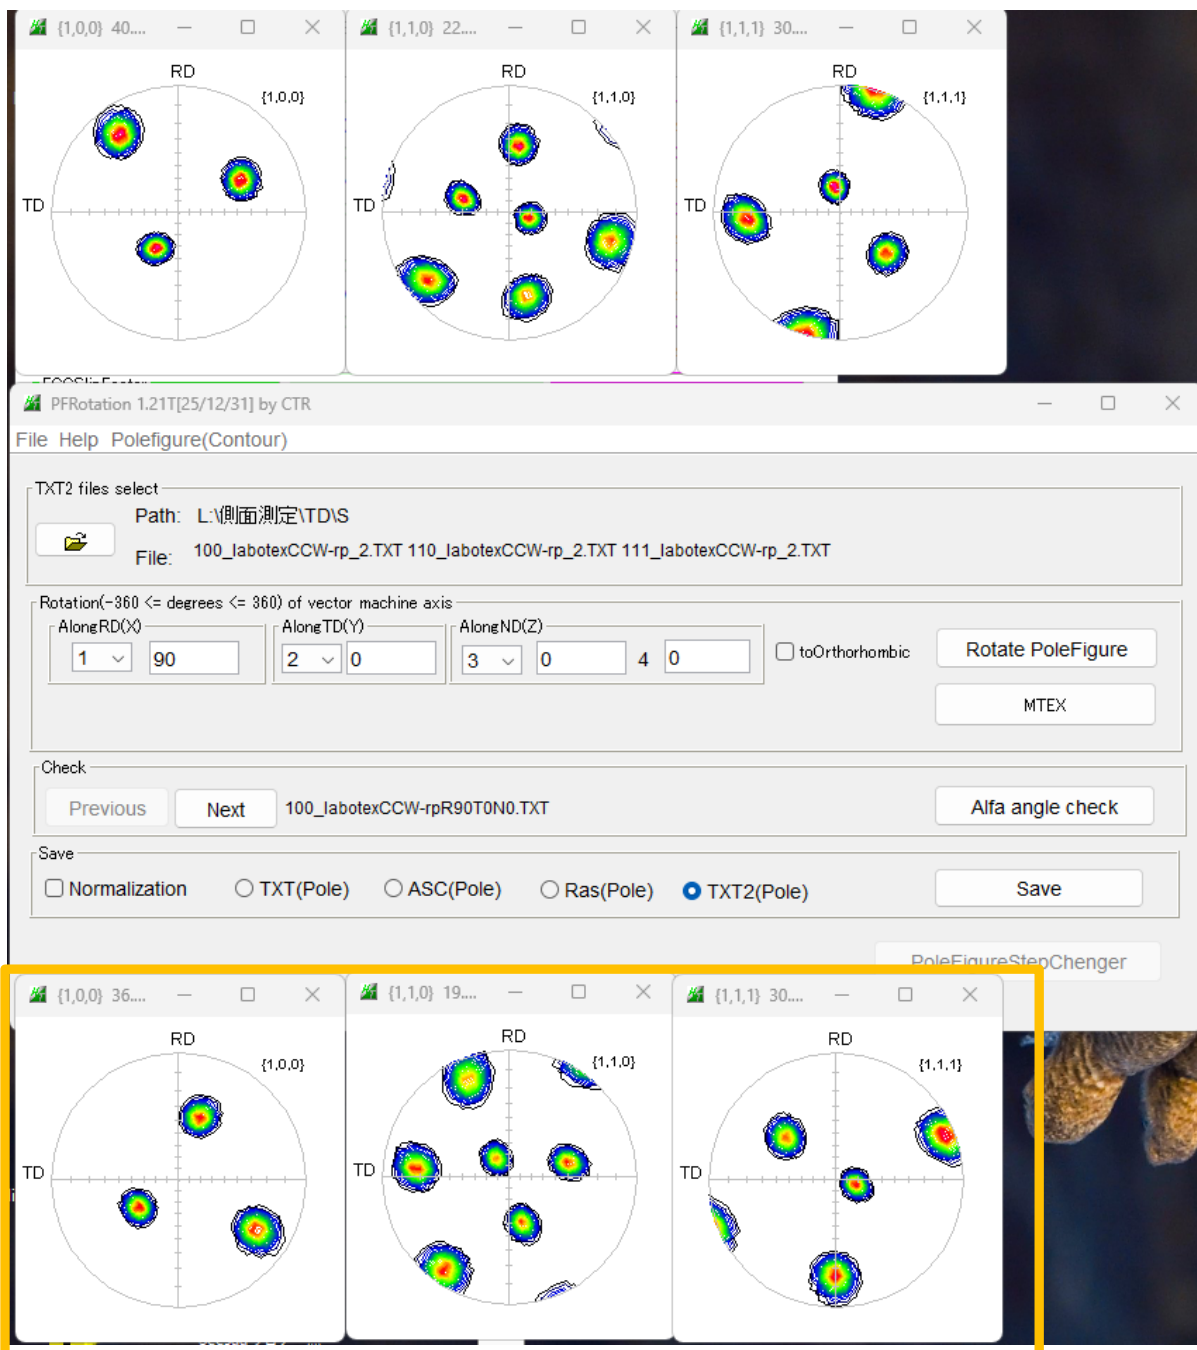 {1,0,0} 40....
{1,1,0} 22....
{1,1,1} 30....
RD
{1,0,0}
TD
RD
{1,1,0}
TD
RD
{1,1,1}
TD
PFRotation 1.21T[25/12/31] by CTR
File Help Polefigure(Contour)
TXT2 files select
Path: L:\側面測定\TD\S
File: 100_labotexCCW-rp_2.TXT 110_labotexCCW-rp_2.TXT 111_labotexCCW-rp_2.TXT
Rotation(-360 <= degrees <= 360) of vector machine axis
AlongRD(X)
1 90
AlongTD(Y)
2 0
AlongND(Z)
3 0 4 0
toOrthorhombic
Rotate PoleFigure
MTEX
Check
Previous
Next
100_labotexCCW-rpR90T0N0.TXT
Alfa angle check
Save
Normalization
TXT(Pole)
ASC(Pole)
Ras(Pole)
TXT2(Pole)
Save
PoleFigureStepChenger
{1,0,0} 36....
{1,1,0} 19....
{1,1,1} 30....
RD
{1,0,0}
TD
RD
{1,1,0}
TD
RD
{1,1,1}
TD